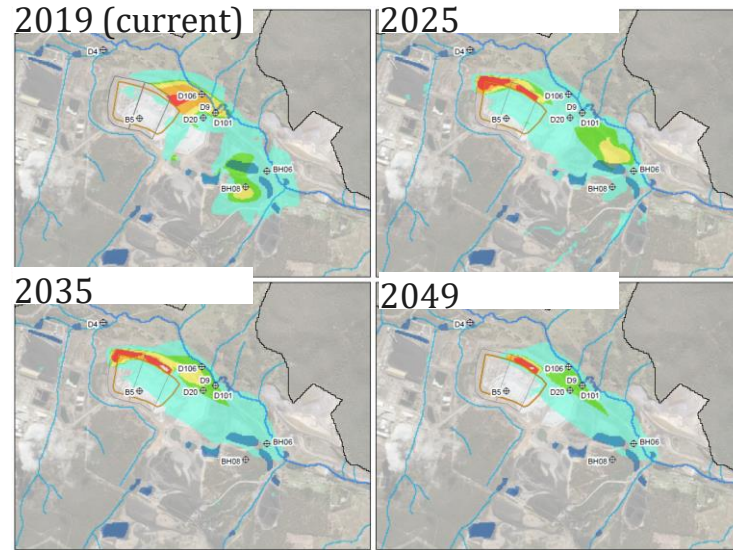 2019 (current)
D4
D106
D9
B5
D20
D101
BH06
BH08
2025
D4
D106
D9
B5
D20
D101
BH06
BH08
2035
D4
D106
D9
B5
D20
D101
BH06
BH08
2049
D4
D106
D9
B5
D20
D101
BH06
BH08